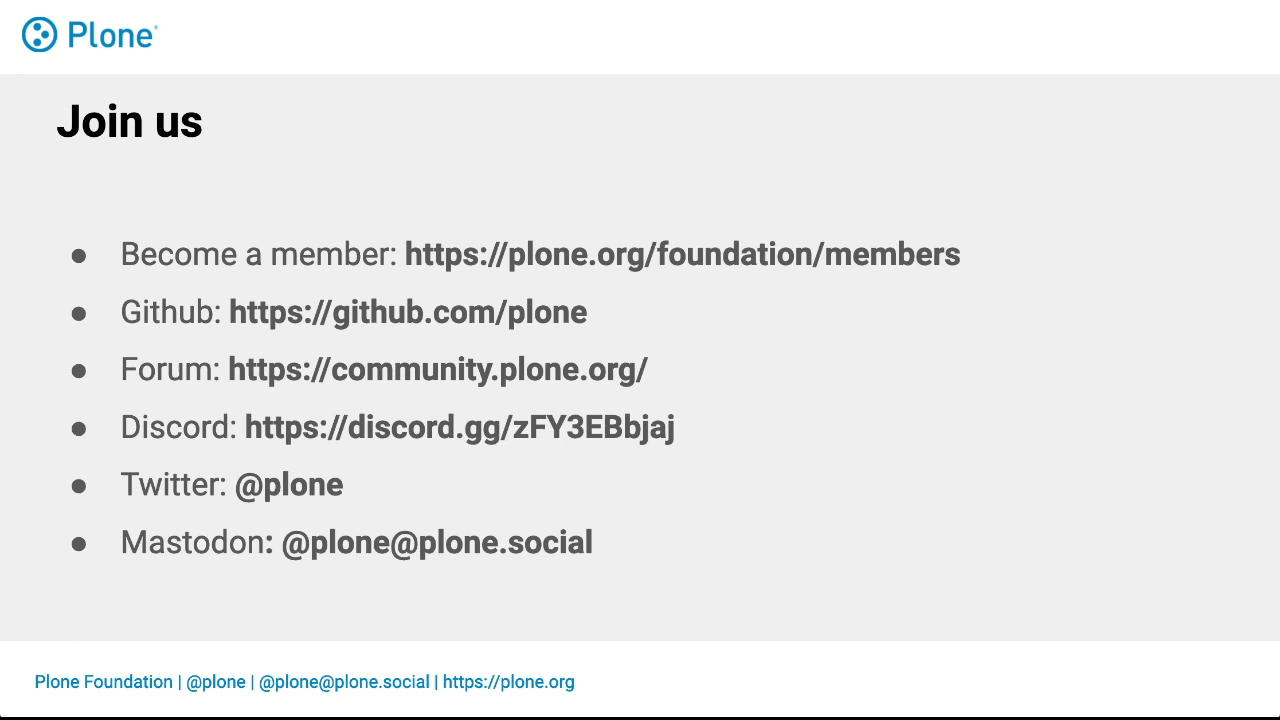 Plone
Join us
● Become a member: https://plone.org/foundation/members
● Github: https://github.com/plone
● Forum: https://community.plone.org/
● Discord: https://discord.gg/zFY3EBbjaj
● Twitter: @plone
● Mastodon: @plone@plone.social
Plone Foundation | @plone | @plone@plone.social | https://plone.org